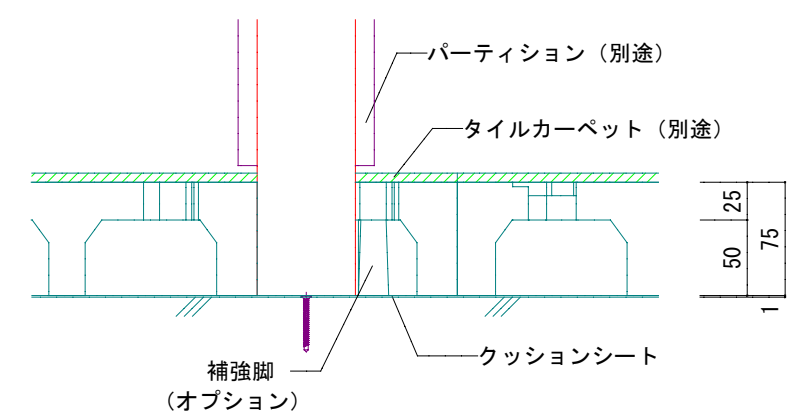 パーティション（別途）
タイルカーペット（別途）
25
50
75
1
クッションシート
補強脚
（オプション）